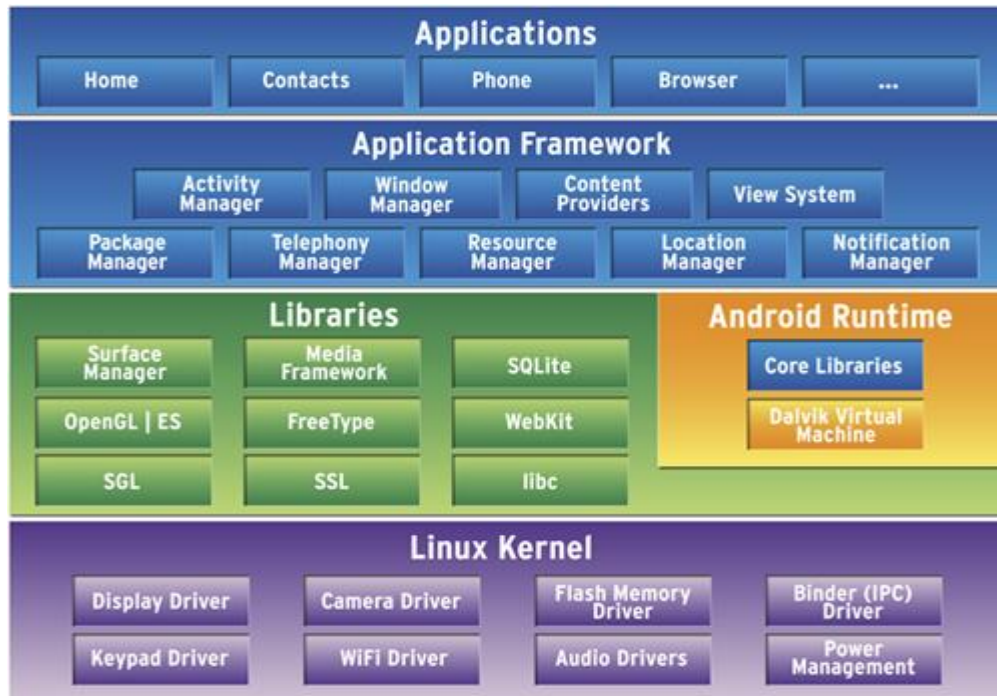 Applications
Home
Contacts
Phone
Browser
...
Application Framework
Activity
Manager
Window
Manager
Content
Providers
View System
Package
Manager
Telephony
Manager
Resource
Manager
Location
Manager
Notification
Manager
Libraries
Surface
Manager
Media
Framework
SQLite
OpenGL | ES
FreeType
WebKit
SGL
SSL
libc
Android Runtime
Core Libraries
Dalvik Virtual
Machine
Linux Kernel
Display Driver
Camera Driver
Flash Memory
Driver
Binder (IPC)
Driver
Keypad Driver
WiFi Driver
Audio Drivers
Power
Management